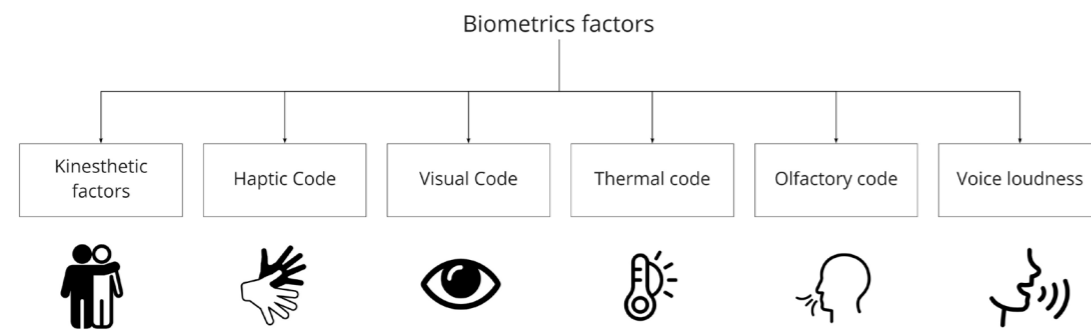 Biometrics factors
Kinesthetic
factors
Haptic Code
Visual Code
Thermal code
Olfactory code
Voice loudness